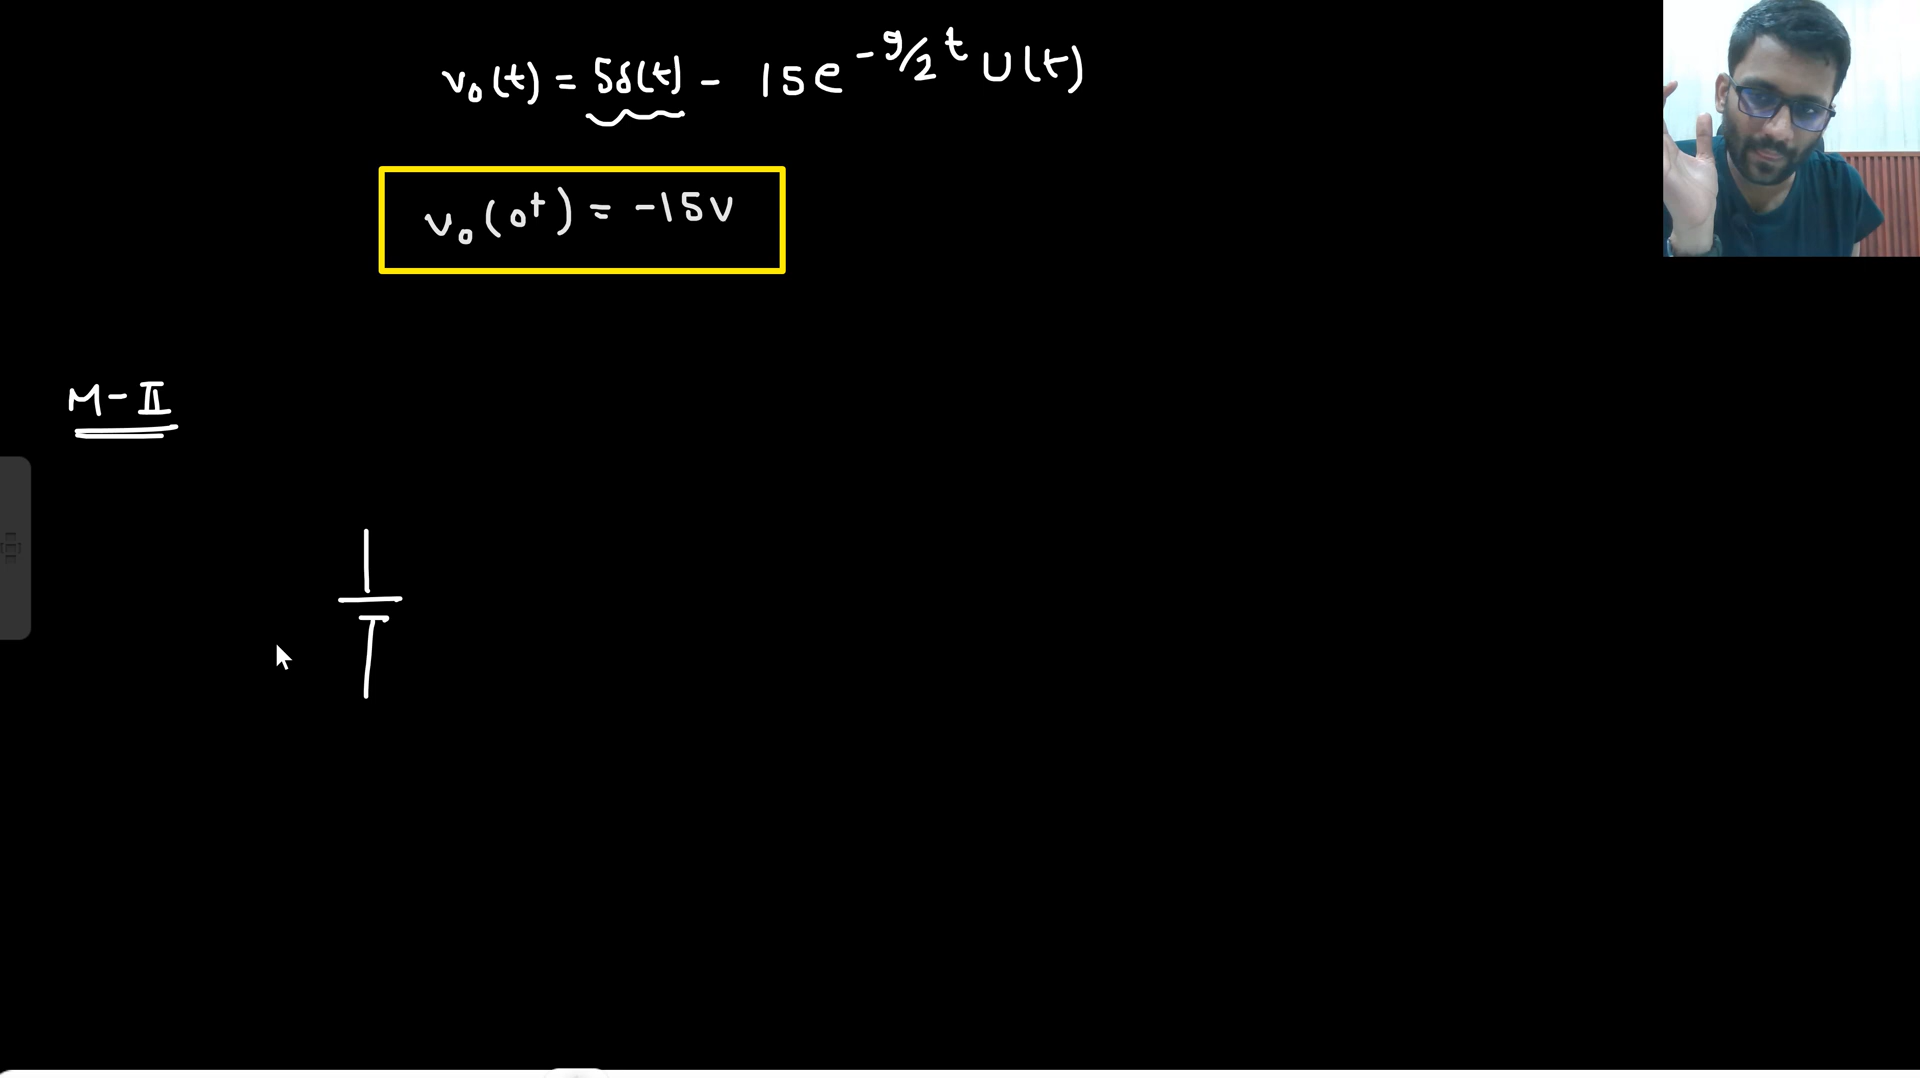 v₀(t) = 5δ(t) - 15e^(-9/2 t) U(t)
v₀(0⁺) = -15V
M-II